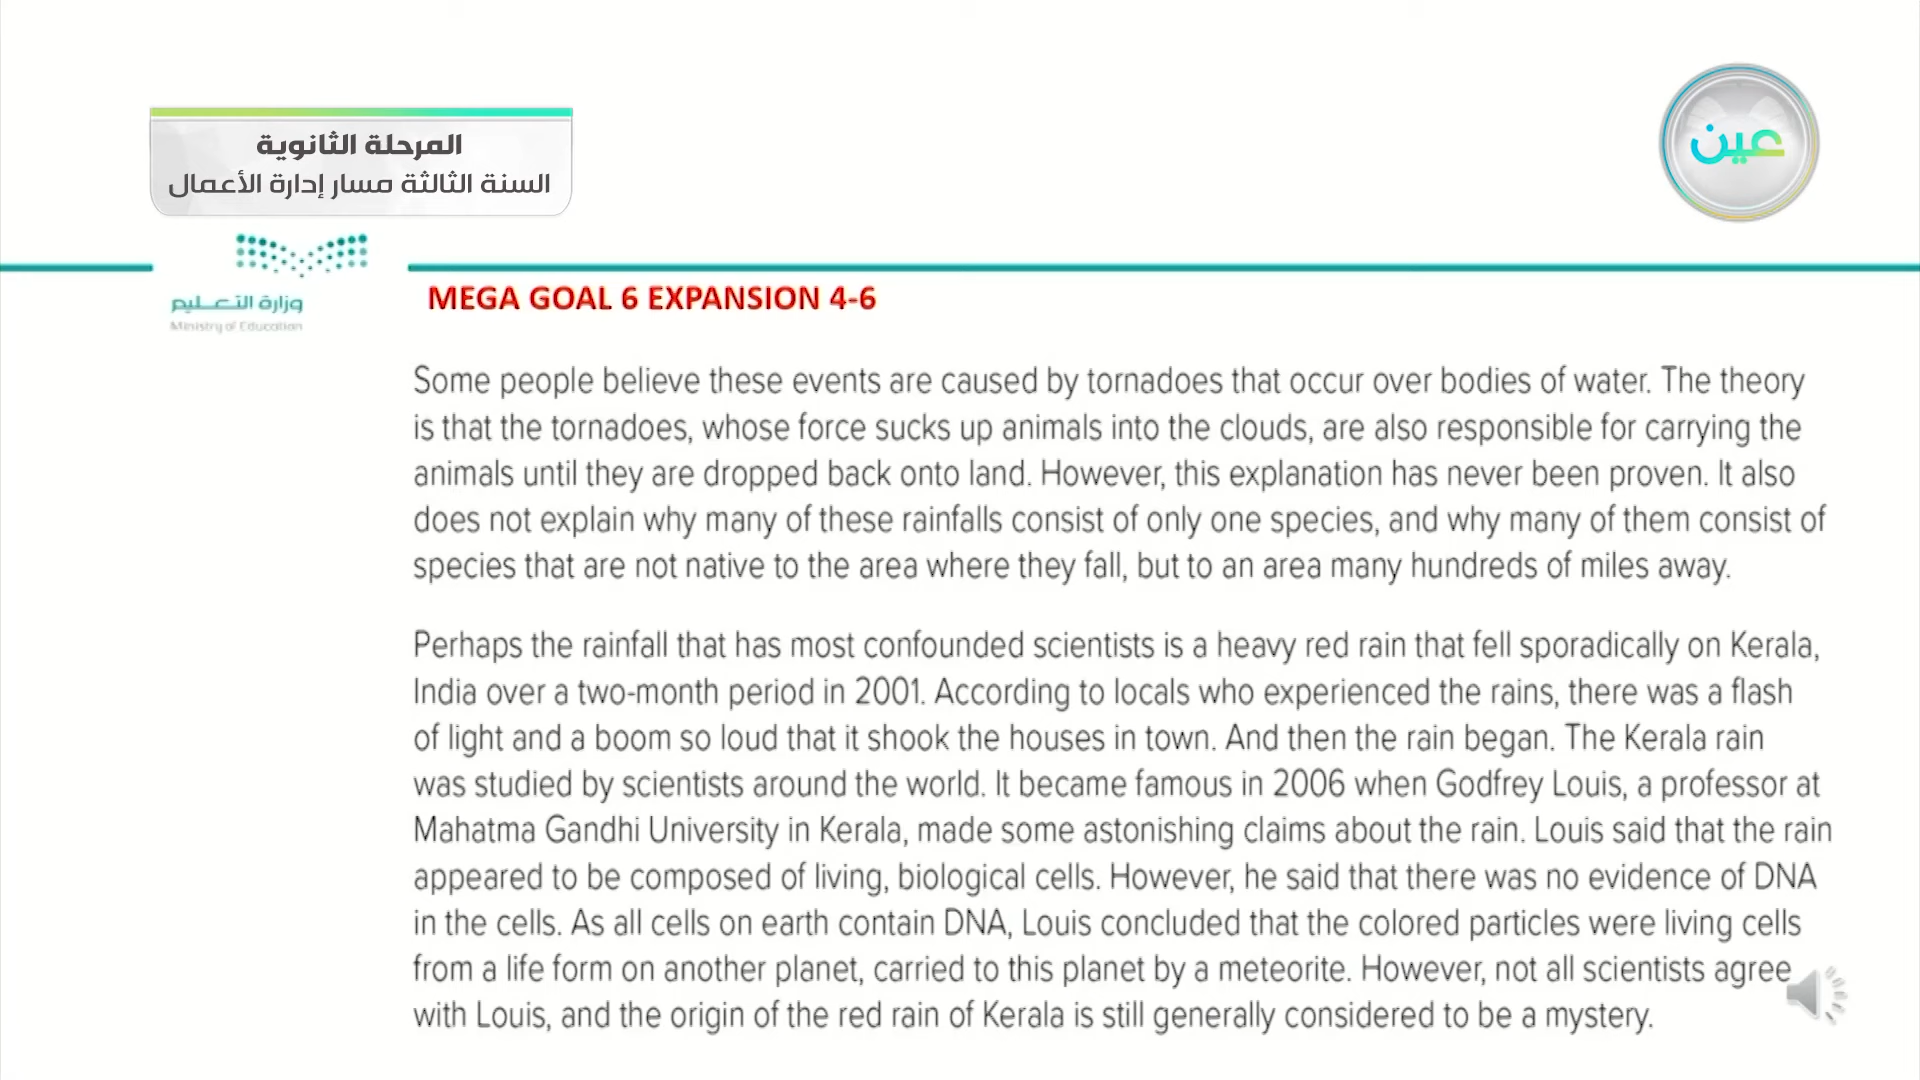 المرحلة الثانوية
السنة الثالثة مسار إدارة الأعمال
عين
وزارة التعليم
Ministry of Education
MEGA GOAL 6 EXPANSION 4-6
Some people believe these events are caused by tornadoes that occur over bodies of water. The theory
is that the tornadoes, whose force sucks up animals into the clouds, are also responsible for carrying the
animals until they are dropped back onto land. However, this explanation has never been proven. It also
does not explain why many of these rainfalls consist of only one species, and why many of them consist of
species that are not native to the area where they fall, but to an area many hundreds of miles away.
Perhaps the rainfall that has most confounded scientists is a heavy red rain that fell sporadically on Kerala,
India over a two-month period in 2001. According to locals who experienced the rains, there was a flash
of light and a boom so loud that it shook the houses in town. And then the rain began. The Kerala rain
was studied by scientists around the world. It became famous in 2006 when Godfrey Louis, a professor at
Mahatma Gandhi University in Kerala, made some astonishing claims about the rain. Louis said that the rain
appeared to be composed of living, biological cells. However, he said that there was no evidence of DNA
in the cells. As all cells on earth contain DNA, Louis concluded that the colored particles were living cells
from a life form on another planet, carried to this planet by a meteorite. However, not all scientists agree
with Louis, and the origin of the red rain of Kerala is still generally considered to be a mystery.